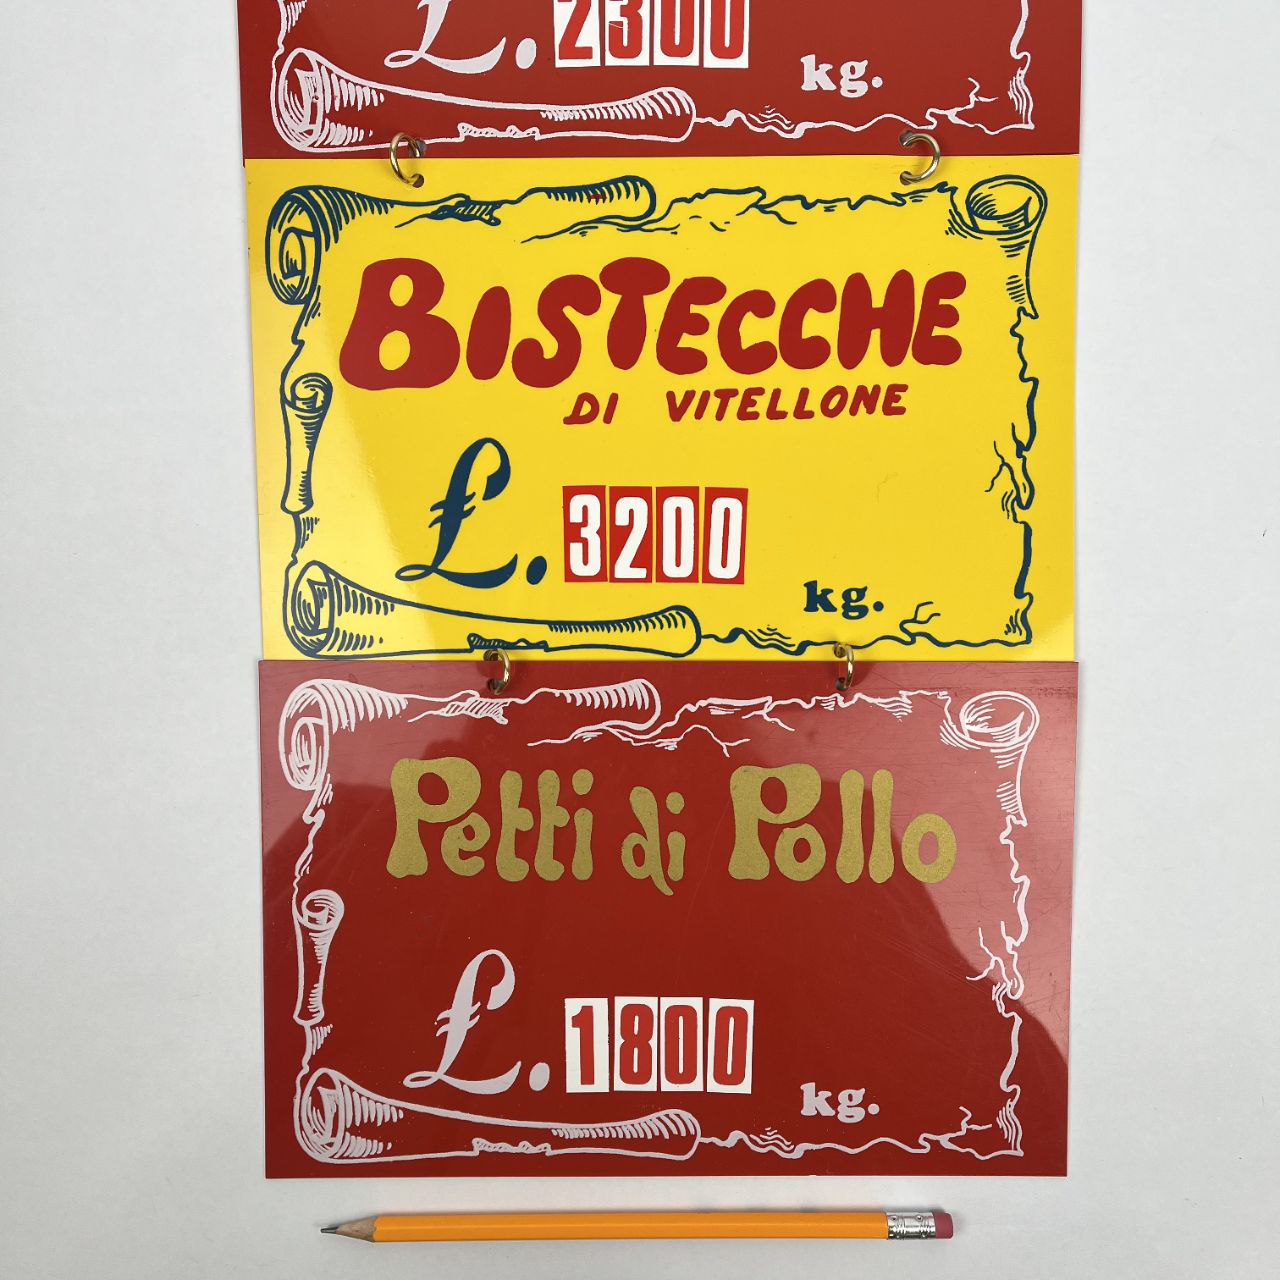 £. 2300
kg.
BISTECCHE
DI VITELLONE
£. 3200
kg.
Petti di Pollo
£. 1800
kg.